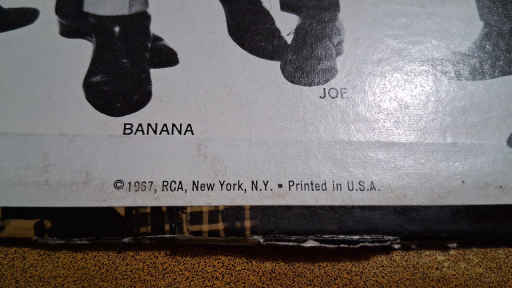 JOE
BANANA
© 1967, RCA, New York, N.Y. • Printed in U.S.A.